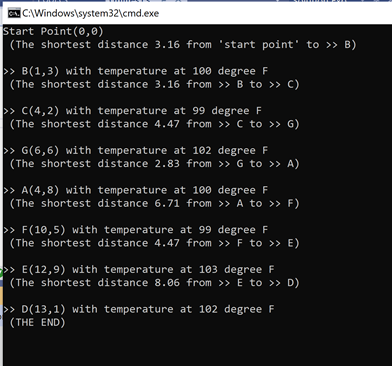 C:\Windows\system32\cmd.exe
Start Point(0,0)
(The shortest distance 3.16 from 'start point' to >> B)
>> B(1,3) with temperature at 100 degree F
(The shortest distance 3.16 from >> B to >> C)
>> C(4,2) with temperature at 99 degree F
(The shortest distance 4.47 from >> C to >> G)
>> G(6,6) with temperature at 102 degree F
(The shortest distance 2.83 from >> G to >> A)
>> A(4,8) with temperature at 100 degree F
(The shortest distance 6.71 from >> A to >> F)
>> F(10,5) with temperature at 99 degree F
(The shortest distance 4.47 from >> F to >> E)
>> E(12,9) with temperature at 103 degree F
(The shortest distance 8.06 from >> E to >> D)
>> D(13,1) with temperature at 102 degree F
(THE END)